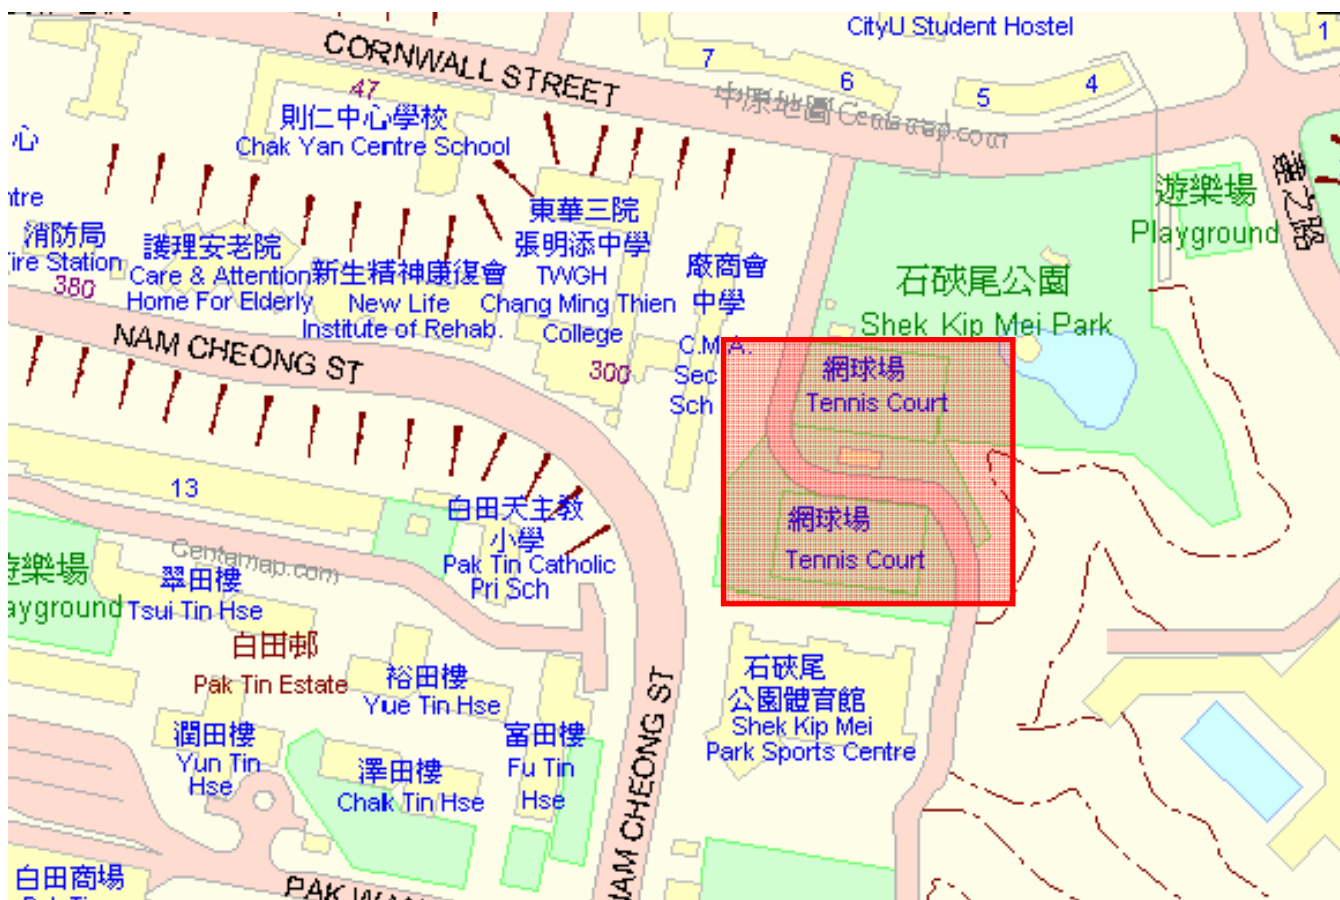 CityU Student Hostel
1
CORNWALL STREET
7
6
5
4
47
中原地圖 Centamap.com
則仁中心學校
Chak Yan Centre School
心
ntre
消防局
ire Station
380
護理安老院
Care & Attention
Home For Elderly
新生精神康復會
New Life
Institute of Rehab.
東華三院
張明添中學
TWGH
Chang Ming Thien
College
300
廠商會
中學
C.M.A.
Sec
Sch
遊樂場
Playground
達之路
石硤尾公園
Shek Kip Mei Park
網球場
Tennis Court
網球場
Tennis Court
NAM CHEONG ST
13
白田天主教
小學
Pak Tin Catholic
Pri Sch
Centamap.com
遊樂場
ayground
翠田樓
Tsui Tin Hse
白田邨
Pak Tin Estate
裕田樓
Yue Tin Hse
潤田樓
Yun Tin
Hse
澤田樓
Chak Tin Hse
富田樓
Fu Tin
Hse
石硤尾
公園體育館
Shek Kip Mei
Park Sports Centre
NAM CHEONG ST
白田商場
PAK WAN